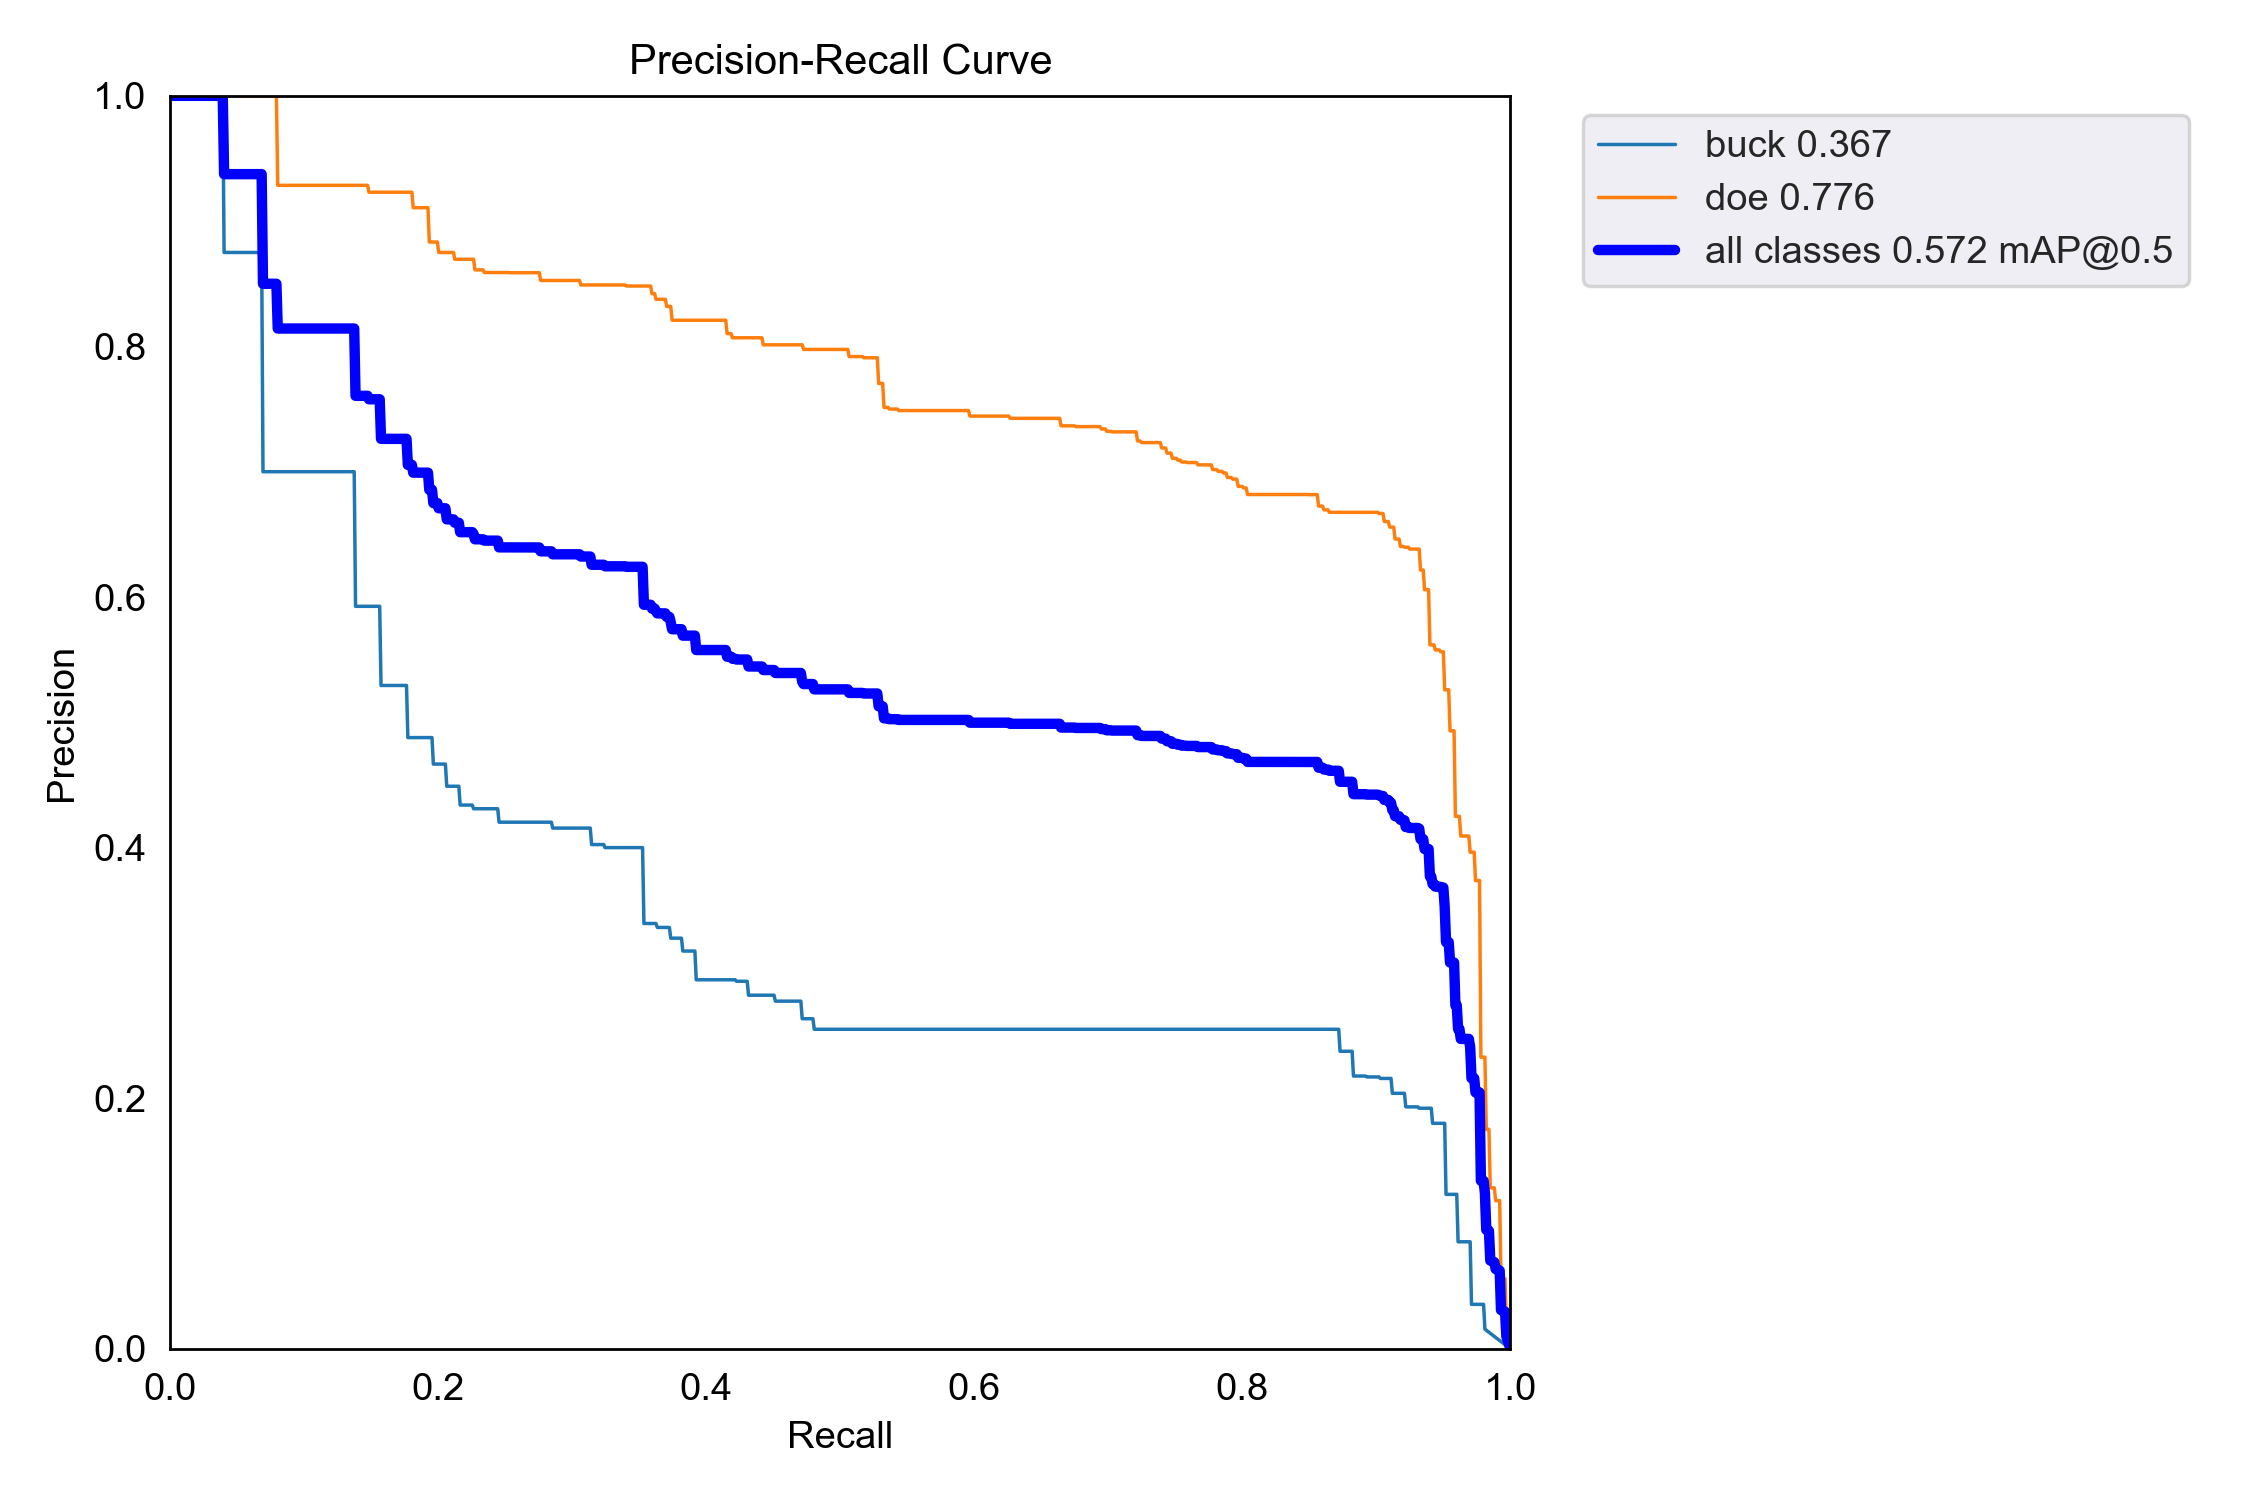 Precision-Recall Curve
buck 0.367
doe 0.776
all classes 0.572 mAP@0.5
1.0
0.8
0.6
0.4
0.2
0.0
Precision
0.0 0.2 0.4 0.6 0.8 1.0
Recall